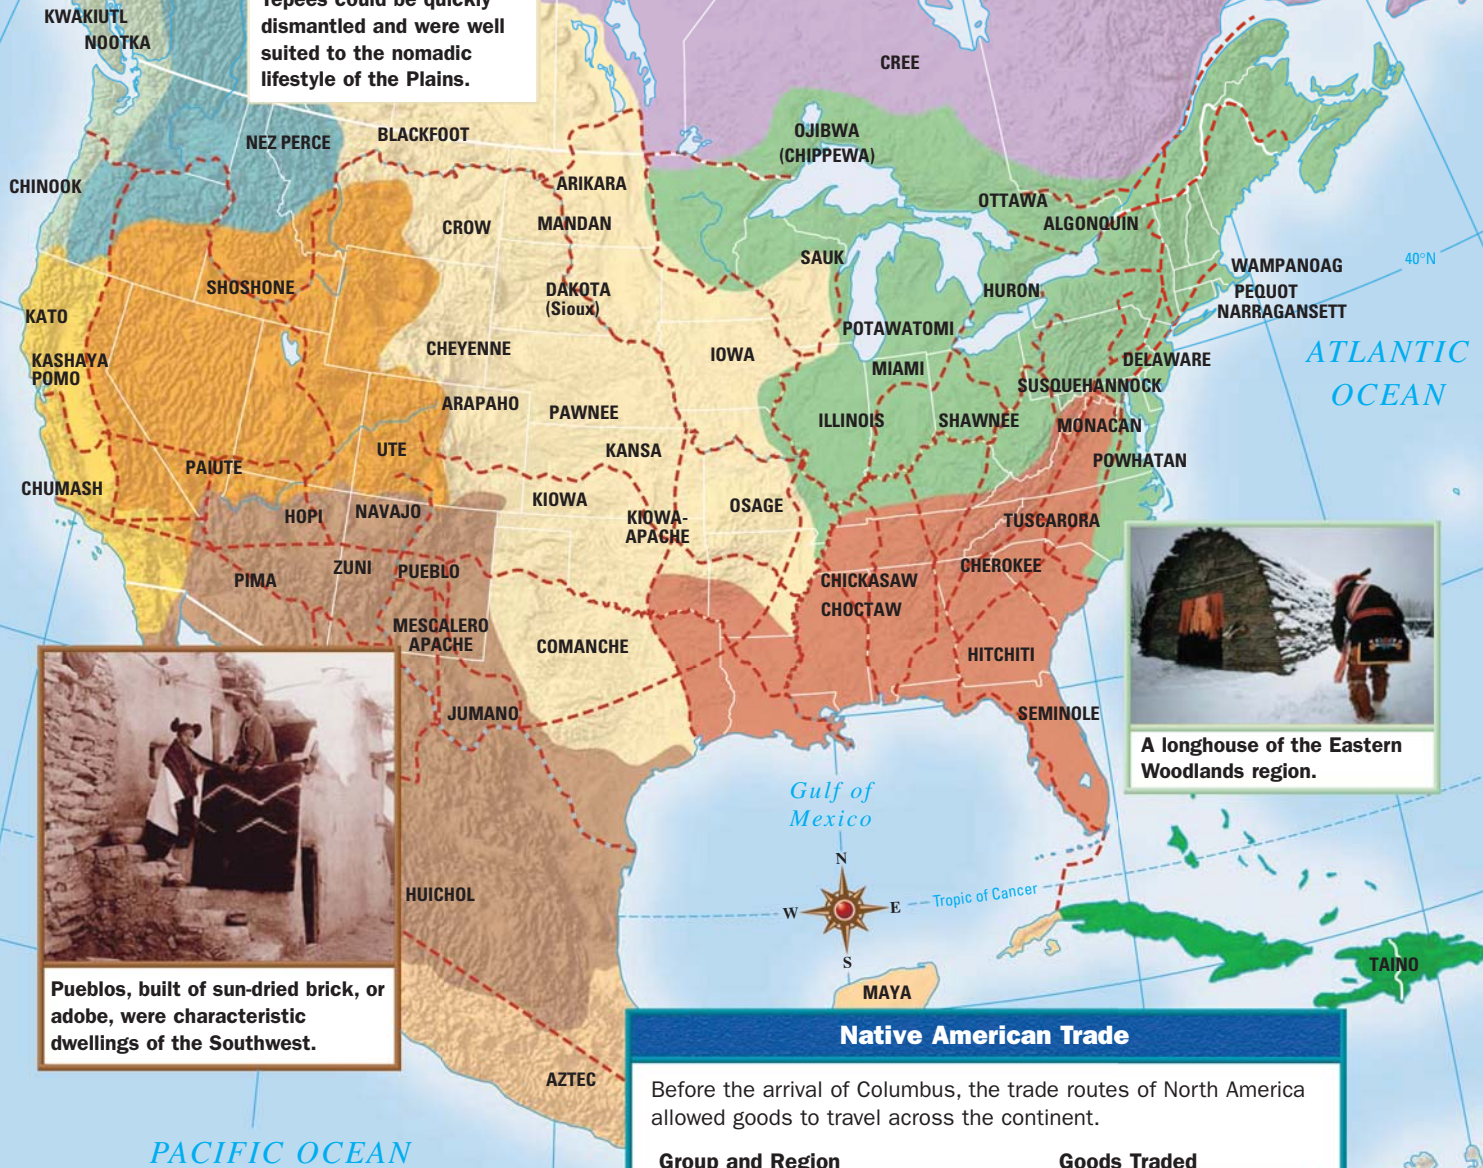 KWAKIUTL
NOOTKA
Tepees could be quickly
dismantled and were well
suited to the nomadic
lifestyle of the Plains.
CREE
NEZ PERCE
BLACKFOOT
OJIBWA
(CHIPPEWA)
CHINOOK
ARIKARA
OTTAWA
CROW
MANDAN
ALGONQUIN
SAUK
WAMPANOAG
40°N
SHOSHONE
DAKOTA
(Sioux)
HURON
PEQUOT
NARRAGANSETT
KATO
POTAWATOMI
CHEYENNE
IOWA
ATLANTIC
OCEAN
KASHAYA
POMO
MIAMI
DELAWARE
SUSQUEHANNOCK
ARAPAHO
PAWNEE
ILLINOIS
SHAWNEE
MONACAN
UTE
KANSA
PAIUTE
POWHATAN
CHUMASH
KIOWA
OSAGE
HOPI
NAVAJO
KIOWA-
APACHE
TUSCARORA
ZUNI
PUEBLO
PIMA
CHICKASAW
CHEROKEE
CHOCTAW
MESCALERO
APACHE
COMANCHE
HITCHITI
JUMANO
SEMINOLE
A longhouse of the Eastern
Woodlands region.
Gulf of
Mexico
N
W
E
S
Tropic of Cancer
HUICHOL
TAINO
MAYA
Pueblos, built of sun-dried brick, or
adobe, were characteristic
dwellings of the Southwest.
AZTEC
PACIFIC OCEAN
Native American Trade
Before the arrival of Columbus, the trade routes of North America
allowed goods to travel across the continent.
Group and Region
Goods Traded